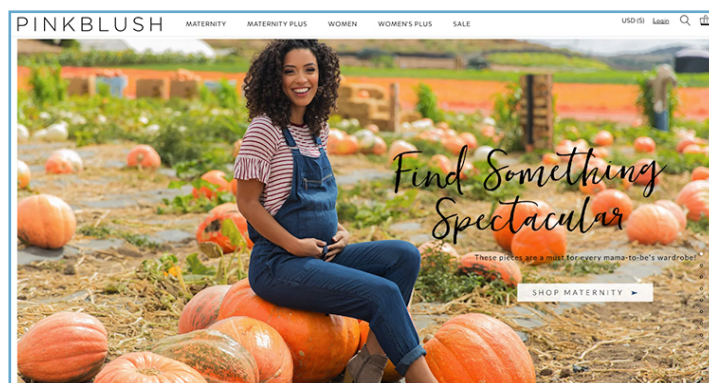 PINKBLUSH
MATERNITY
MATERNITY PLUS
WOMEN
WOMEN'S PLUS
SALE
USD ($)
Login
Find Something
Spectacular
These pieces are a must for every mama-to-be's wardrobe!
SHOP MATERNITY